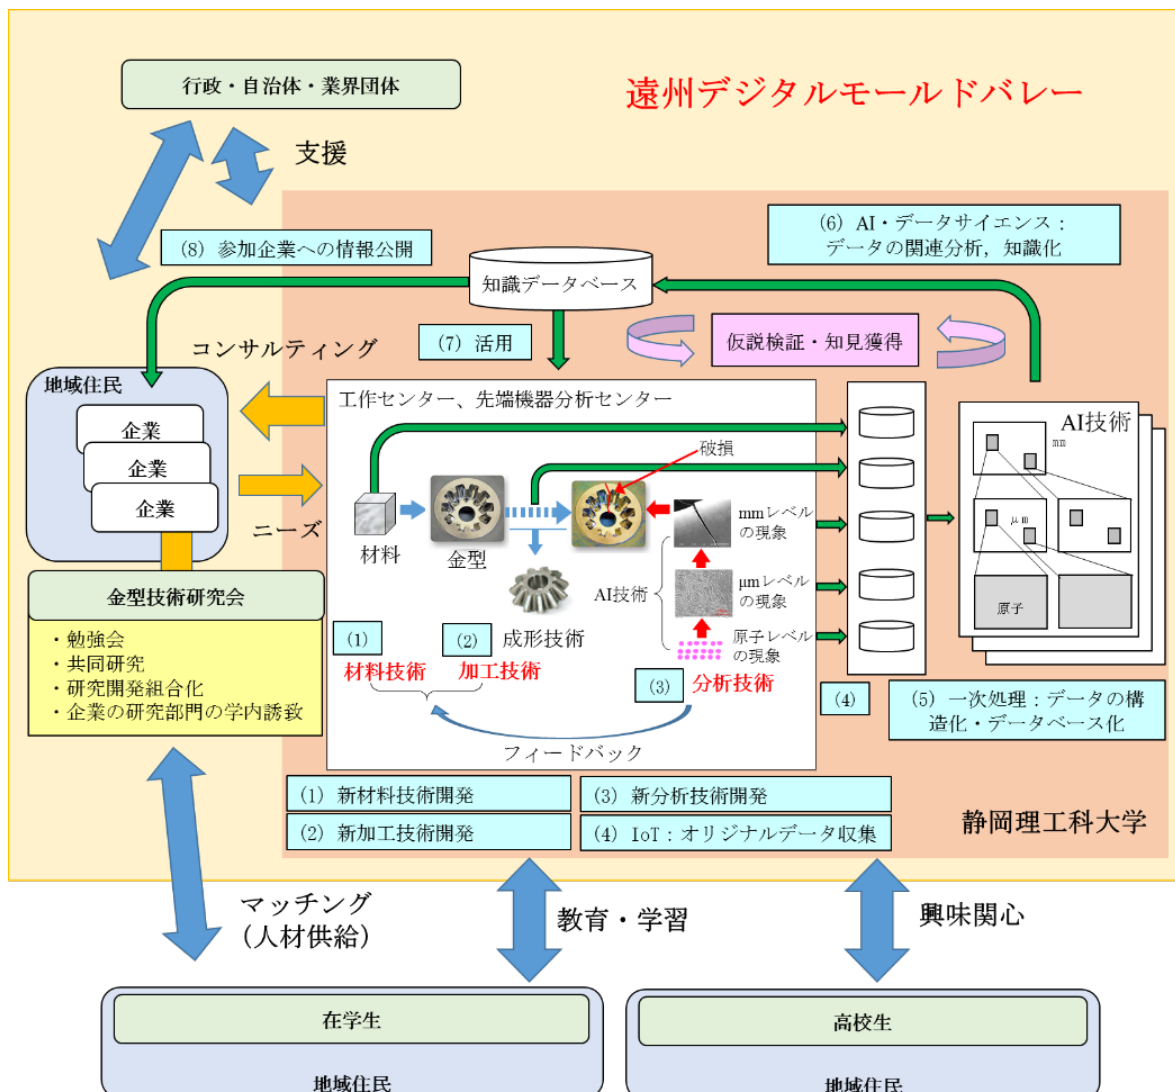 行政・自治体・業界団体
遠州デジタルモールドバレー
支援
(6) AI・データサイエンス：
データの関連分析，知識化
(8) 参加企業への情報公開
知識データベース
(7) 活用
仮説検証・知見獲得
コンサルティング
地域住民
企業
企業
企業
ニーズ
工作センター、先端機器分析センター
破損
材料
金型
成形技術
AI技術
mmレベル
の現象
μmレベル
の現象
原子レベル
の現象
(1)
材料技術
(2)
加工技術
(3)
分析技術
フィードバック
(4)
AI技術
mm
μm
原子
(5) 一次処理：データの構
造化・データベース化
金型技術研究会
・勉強会
・共同研究
・研究開発組合化
・企業の研究部門の学内誘致
(1) 新材料技術開発
(2) 新加工技術開発
(3) 新分析技術開発
(4) IoT：オリジナルデータ収集
静岡理工科大学
マッチング
（人材供給）
教育・学習
興味関心
在学生
地域住民
高校生
地域住民